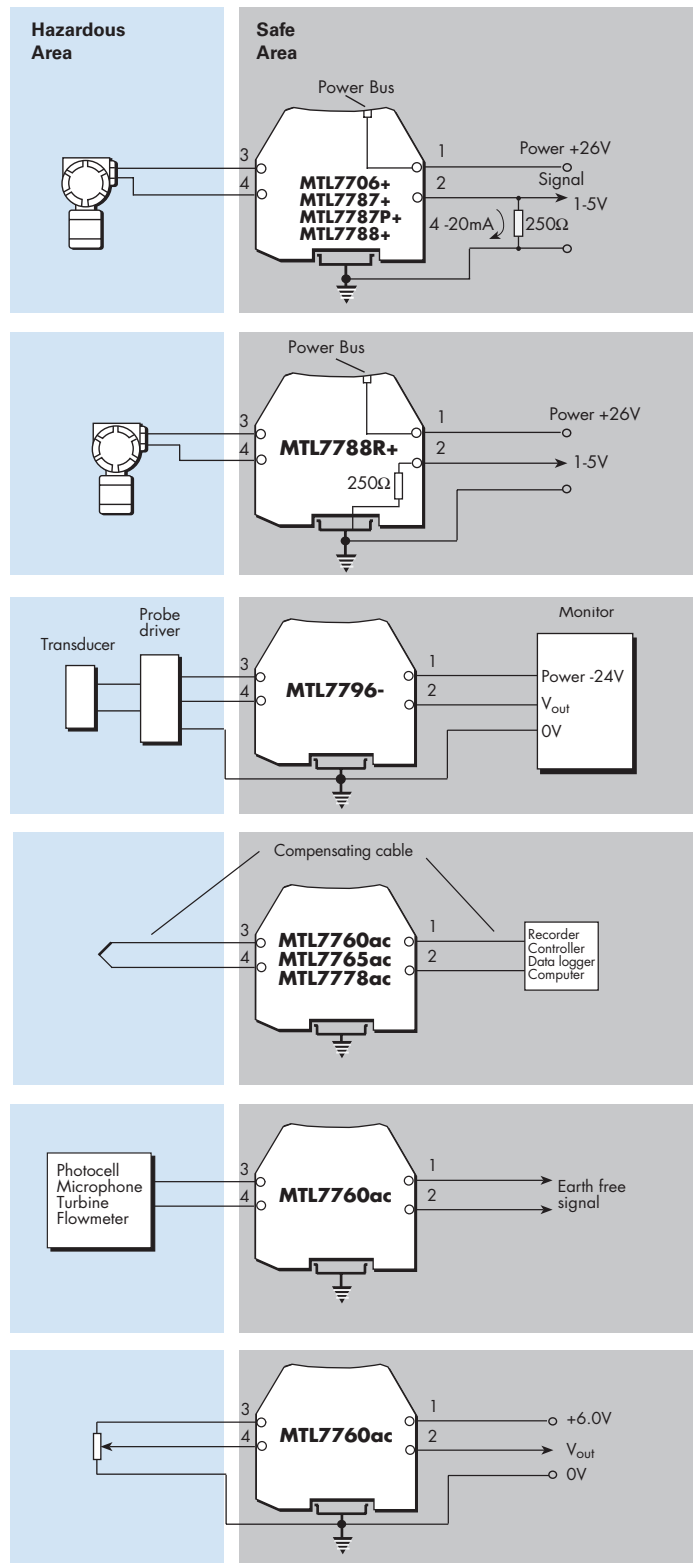 Hazardous
Area
Safe
Area
Power Bus
3
4
MTL7706+
MTL7787+
MTL7787P+
MTL7788+
1
2
Power +26V
Signal
1-5V
4 -20mA
250Ω
Power Bus
3
4
MTL7788R+
250Ω
1
2
Power +26V
1-5V
Transducer
Probe
driver
3
4
MTL7796-
1
2
Monitor
Power -24V
Vout
0V
Compensating cable
3
4
MTL7760ac
MTL7765ac
MTL7778ac
1
2
Recorder
Controller
Data logger
Computer
Photocell
Microphone
Turbine
Flowmeter
3
4
MTL7760ac
1
2
Earth free
signal
3
4
MTL7760ac
1
2
+6.0V
Vout
0V